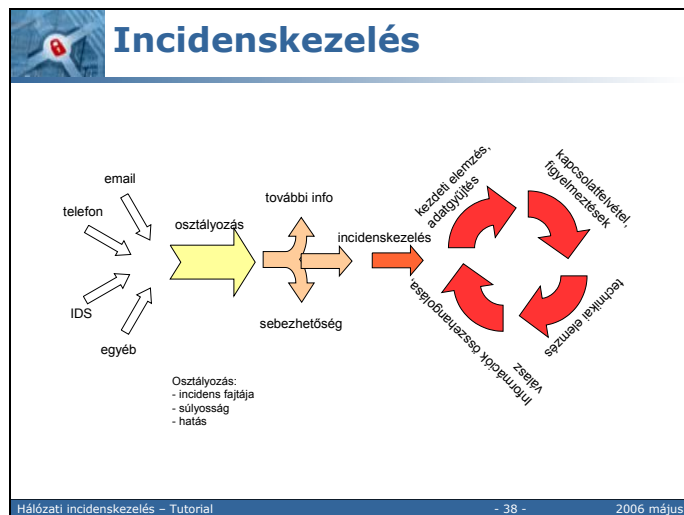 Incidenskezelés
email
telefon
IDS
egyéb
osztályozás
további info
sebezhetőség
incidenskezelés
kezdeti elemzés,
adatgyűjtés
kapcsolatfelvétel,
figyelmeztetések
technikai elemzés
Információk összehangolása,
válasz
Osztályozás:
- incidens fajtája
- súlyosság
- hatás
Hálózati incidenskezelés – Tutorial - 38 - 2006 május